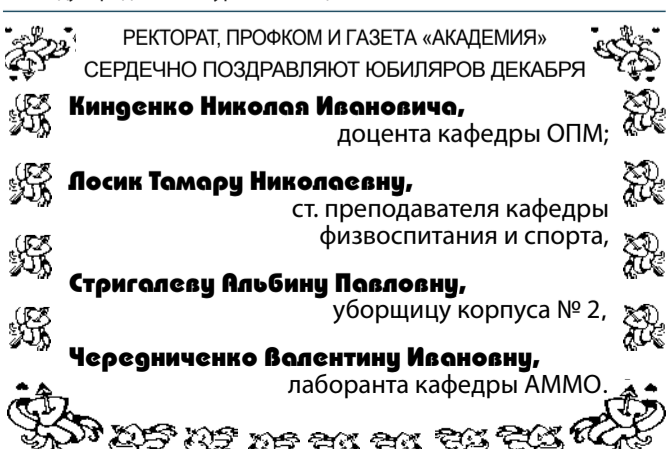 РЕКТОРАТ, ПРОФКОМ И ГАЗЕТА «АКАДЕМИЯ»
СЕРДЕЧНО ПОЗДРАВЛЯЮТ ЮБИЛЯРОВ ДЕКАБРЯ
Кинденко Николая Ивановича,
доцента кафедры ОПМ;
Лосик Тамару Николаевну,
ст. преподавателя кафедры
физвоспитания и спорта,
Стригалеву Альбину Павловну,
уборщицу корпуса № 2,
Чередниченко Валентину Ивановну,
лаборанта кафедры АММО.